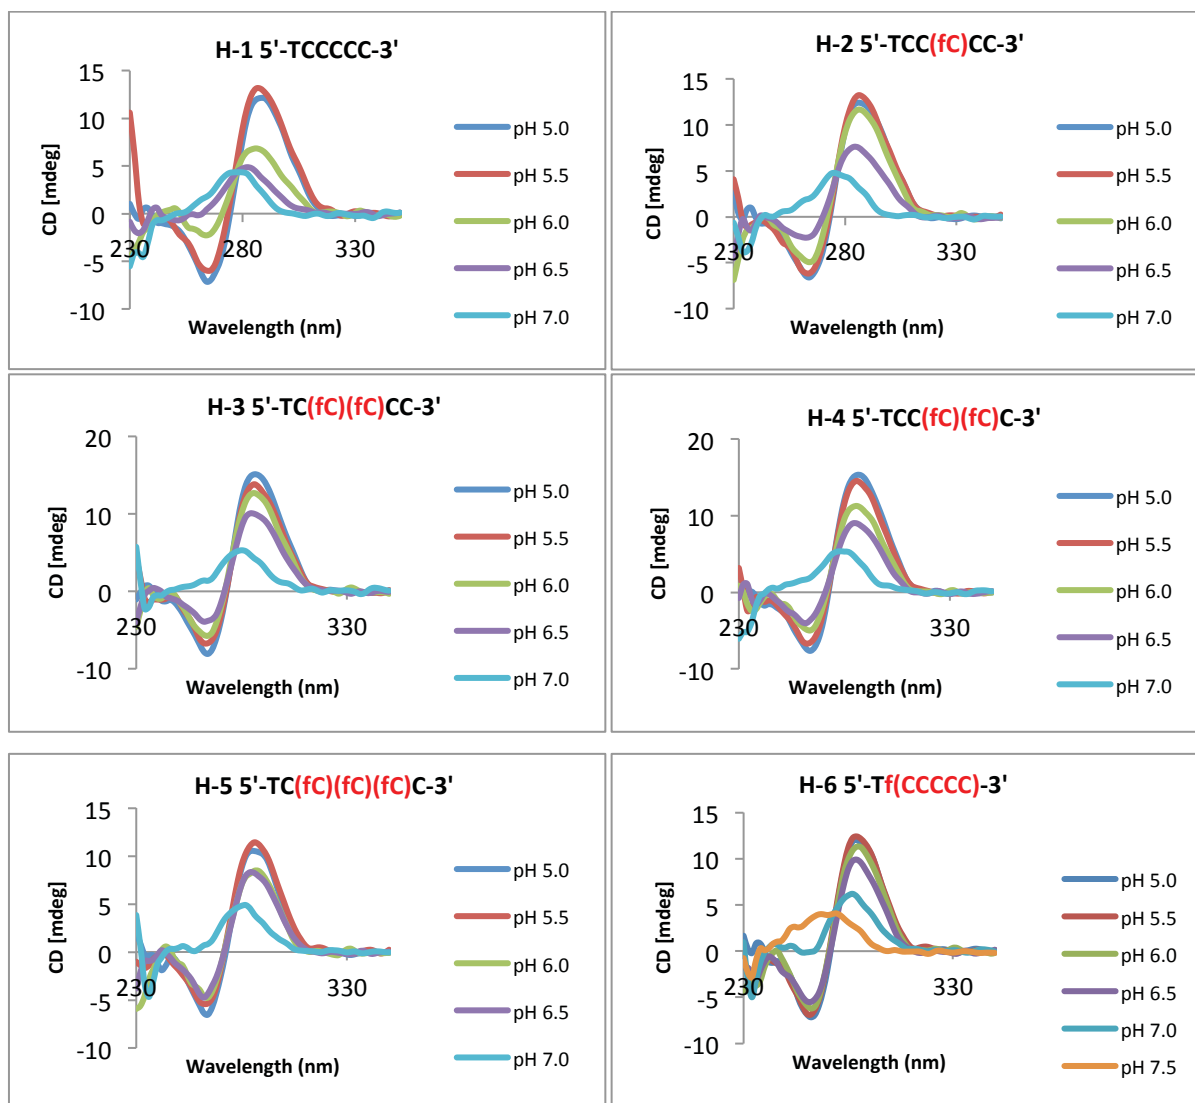 H-1 5'-TCCCCC-3'
15
10
5
0
-5
-10
230
280
330
CD [mdeg]
Wavelength (nm)
pH 5.0
pH 5.5
pH 6.0
pH 6.5
pH 7.0
H-2 5'-TCC(fC)CC-3'
15
10
5
0
-5
-10
230
280
330
CD [mdeg]
Wavelength (nm)
pH 5.0
pH 5.5
pH 6.0
pH 6.5
pH 7.0
H-3 5'-TC(fC)(fC)CC-3'
20
10
0
-10
230
330
CD [mdeg]
Wavelength (nm)
pH 5.0
pH 5.5
pH 6.0
pH 6.5
pH 7.0
H-4 5'-TCC(fC)(fC)C-3'
20
10
0
-10
230
330
CD [mdeg]
Wavelength (nm)
pH 5.0
pH 5.5
pH 6.0
pH 6.5
pH 7.0
H-5 5'-TC(fC)(fC)(fC)C-3'
15
10
5
0
-5
-10
230
330
CD [mdeg]
Wavelength (nm)
pH 5.0
pH 5.5
pH 6.0
pH 6.5
pH 7.0
H-6 5'-Tf(CCCCC)-3'
15
10
5
0
-5
-10
230
330
CD [mdeg]
Wavelength (nm)
pH 5.0
pH 5.5
pH 6.0
pH 6.5
pH 7.0
pH 7.5